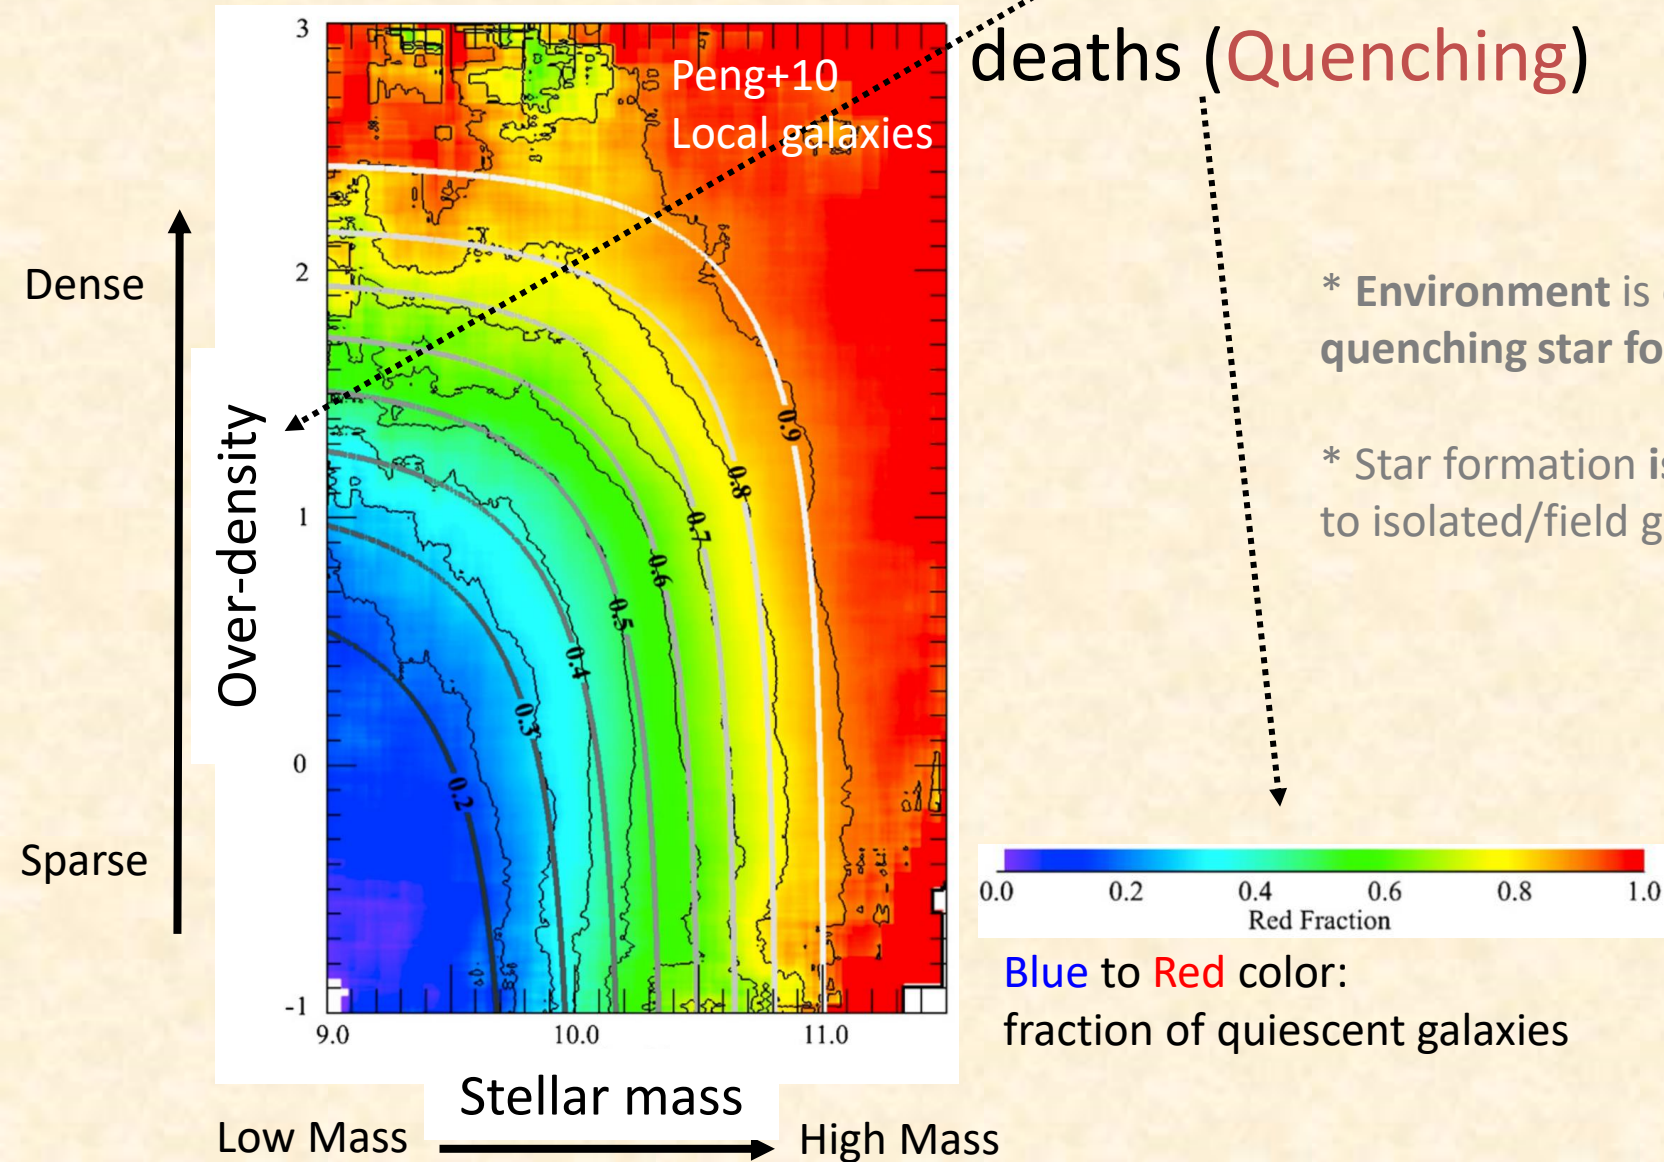 deaths (Quenching)
Peng+10
Local galaxies
3
2
1
0
-1
Dense
Sparse
Over-density
0.9
0.8
0.7
0.6
0.5
0.4
0.3
0.2
9.0 10.0 11.0
Stellar mass
Low Mass High Mass
* Environment is
quenching star fo
* Star formation is
to isolated/field g
0.0 0.2 0.4 0.6 0.8 1.0
Red Fraction
Blue to Red color:
fraction of quiescent galaxies